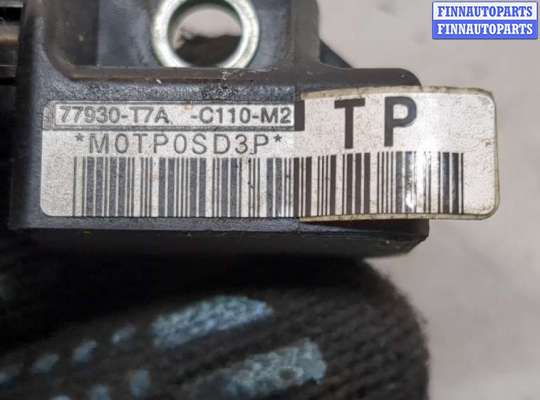 FINNAUTOPARTS
FINNAUTOPARTS
77930-T7A -C110-M2
TP
*M0TP0SD3P*